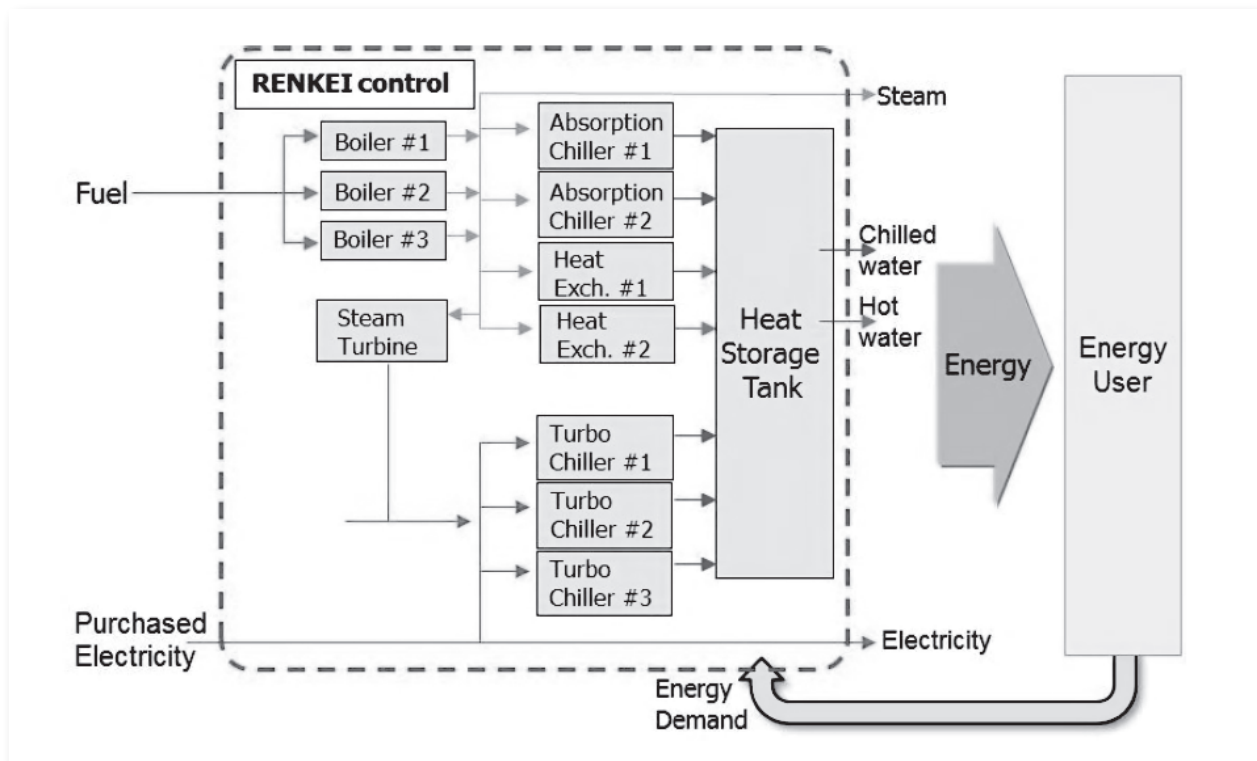 RENKEI control
Steam
Boiler #1
Absorption
Chiller #1
Fuel
Boiler #2
Absorption
Chiller #2
Boiler #3
Heat
Exch. #1
Chilled
water
Steam
Turbine
Heat
Exch. #2
Heat
Storage
Tank
Hot
water
Energy
Energy
User
Turbo
Chiller #1
Turbo
Chiller #2
Turbo
Chiller #3
Purchased
Electricity
Electricity
Energy
Demand